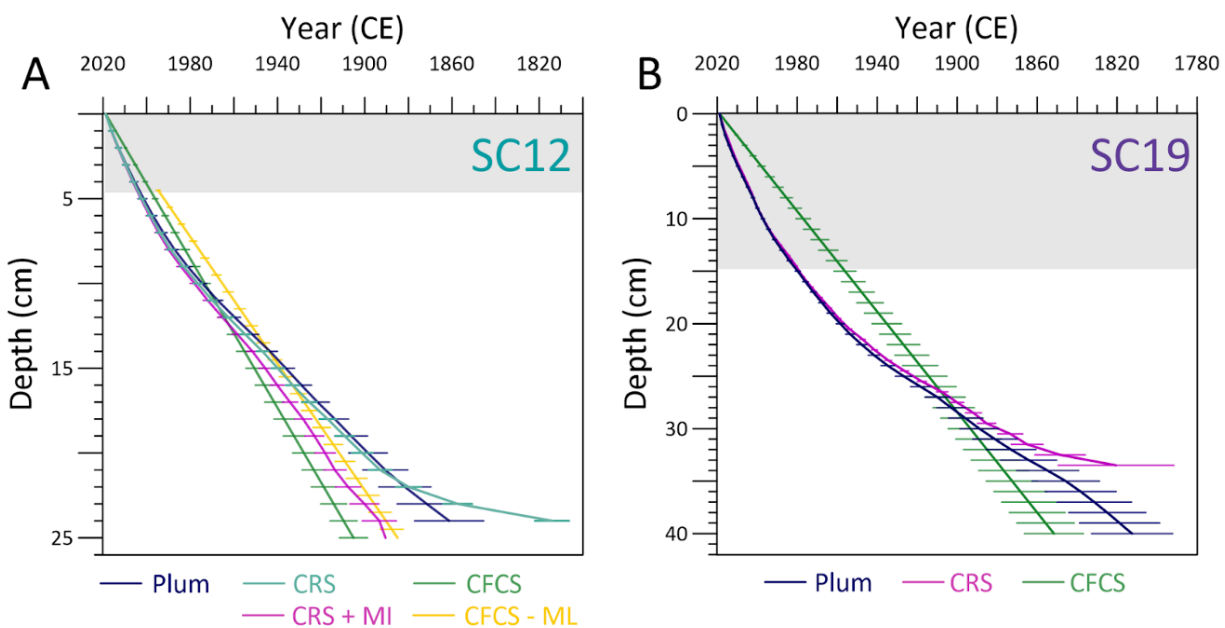 Year (CE)
A
2020 1980 1940 1900 1860 1820
SC12
Depth (cm)
5
15
25
Plum CRS CFCS
CRS + MI CFCS - ML
Year (CE)
B
2020 1980 1940 1900 1860 1820 1780
SC19
Depth (cm)
0
10
20
30
40
Plum CRS CFCS